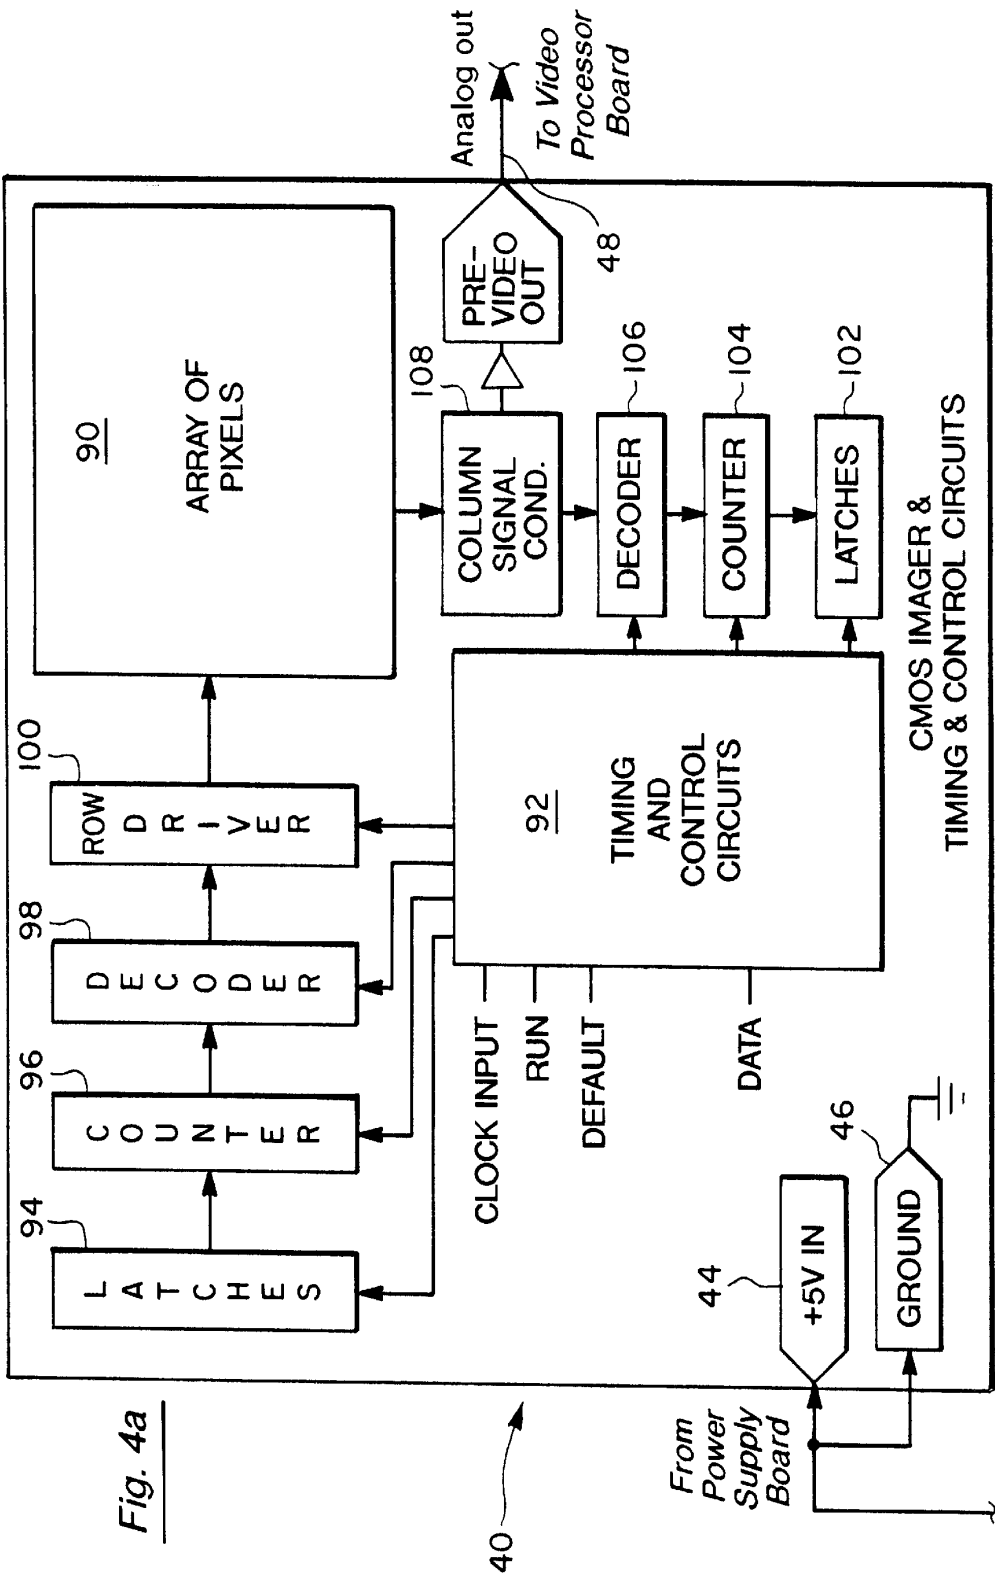 Fig. 4a
40
94
LATCHES
96
COUNTER
98
DECODER
100
ROW
DRIVER
90
ARRAY OF
PIXELS
Analog out
To Video
Processor
Board
48
PRE-
VIDEO
OUT
108
COLUMN
SIGNAL
COND.
106
DECODER
104
COUNTER
102
LATCHES
92
TIMING
AND
CONTROL
CIRCUITS
CLOCK INPUT
RUN
DEFAULT
DATA
From
Power
Supply
Board
44
+5V IN
46
GROUND
CMOS IMAGER &
TIMING & CONTROL CIRCUITS